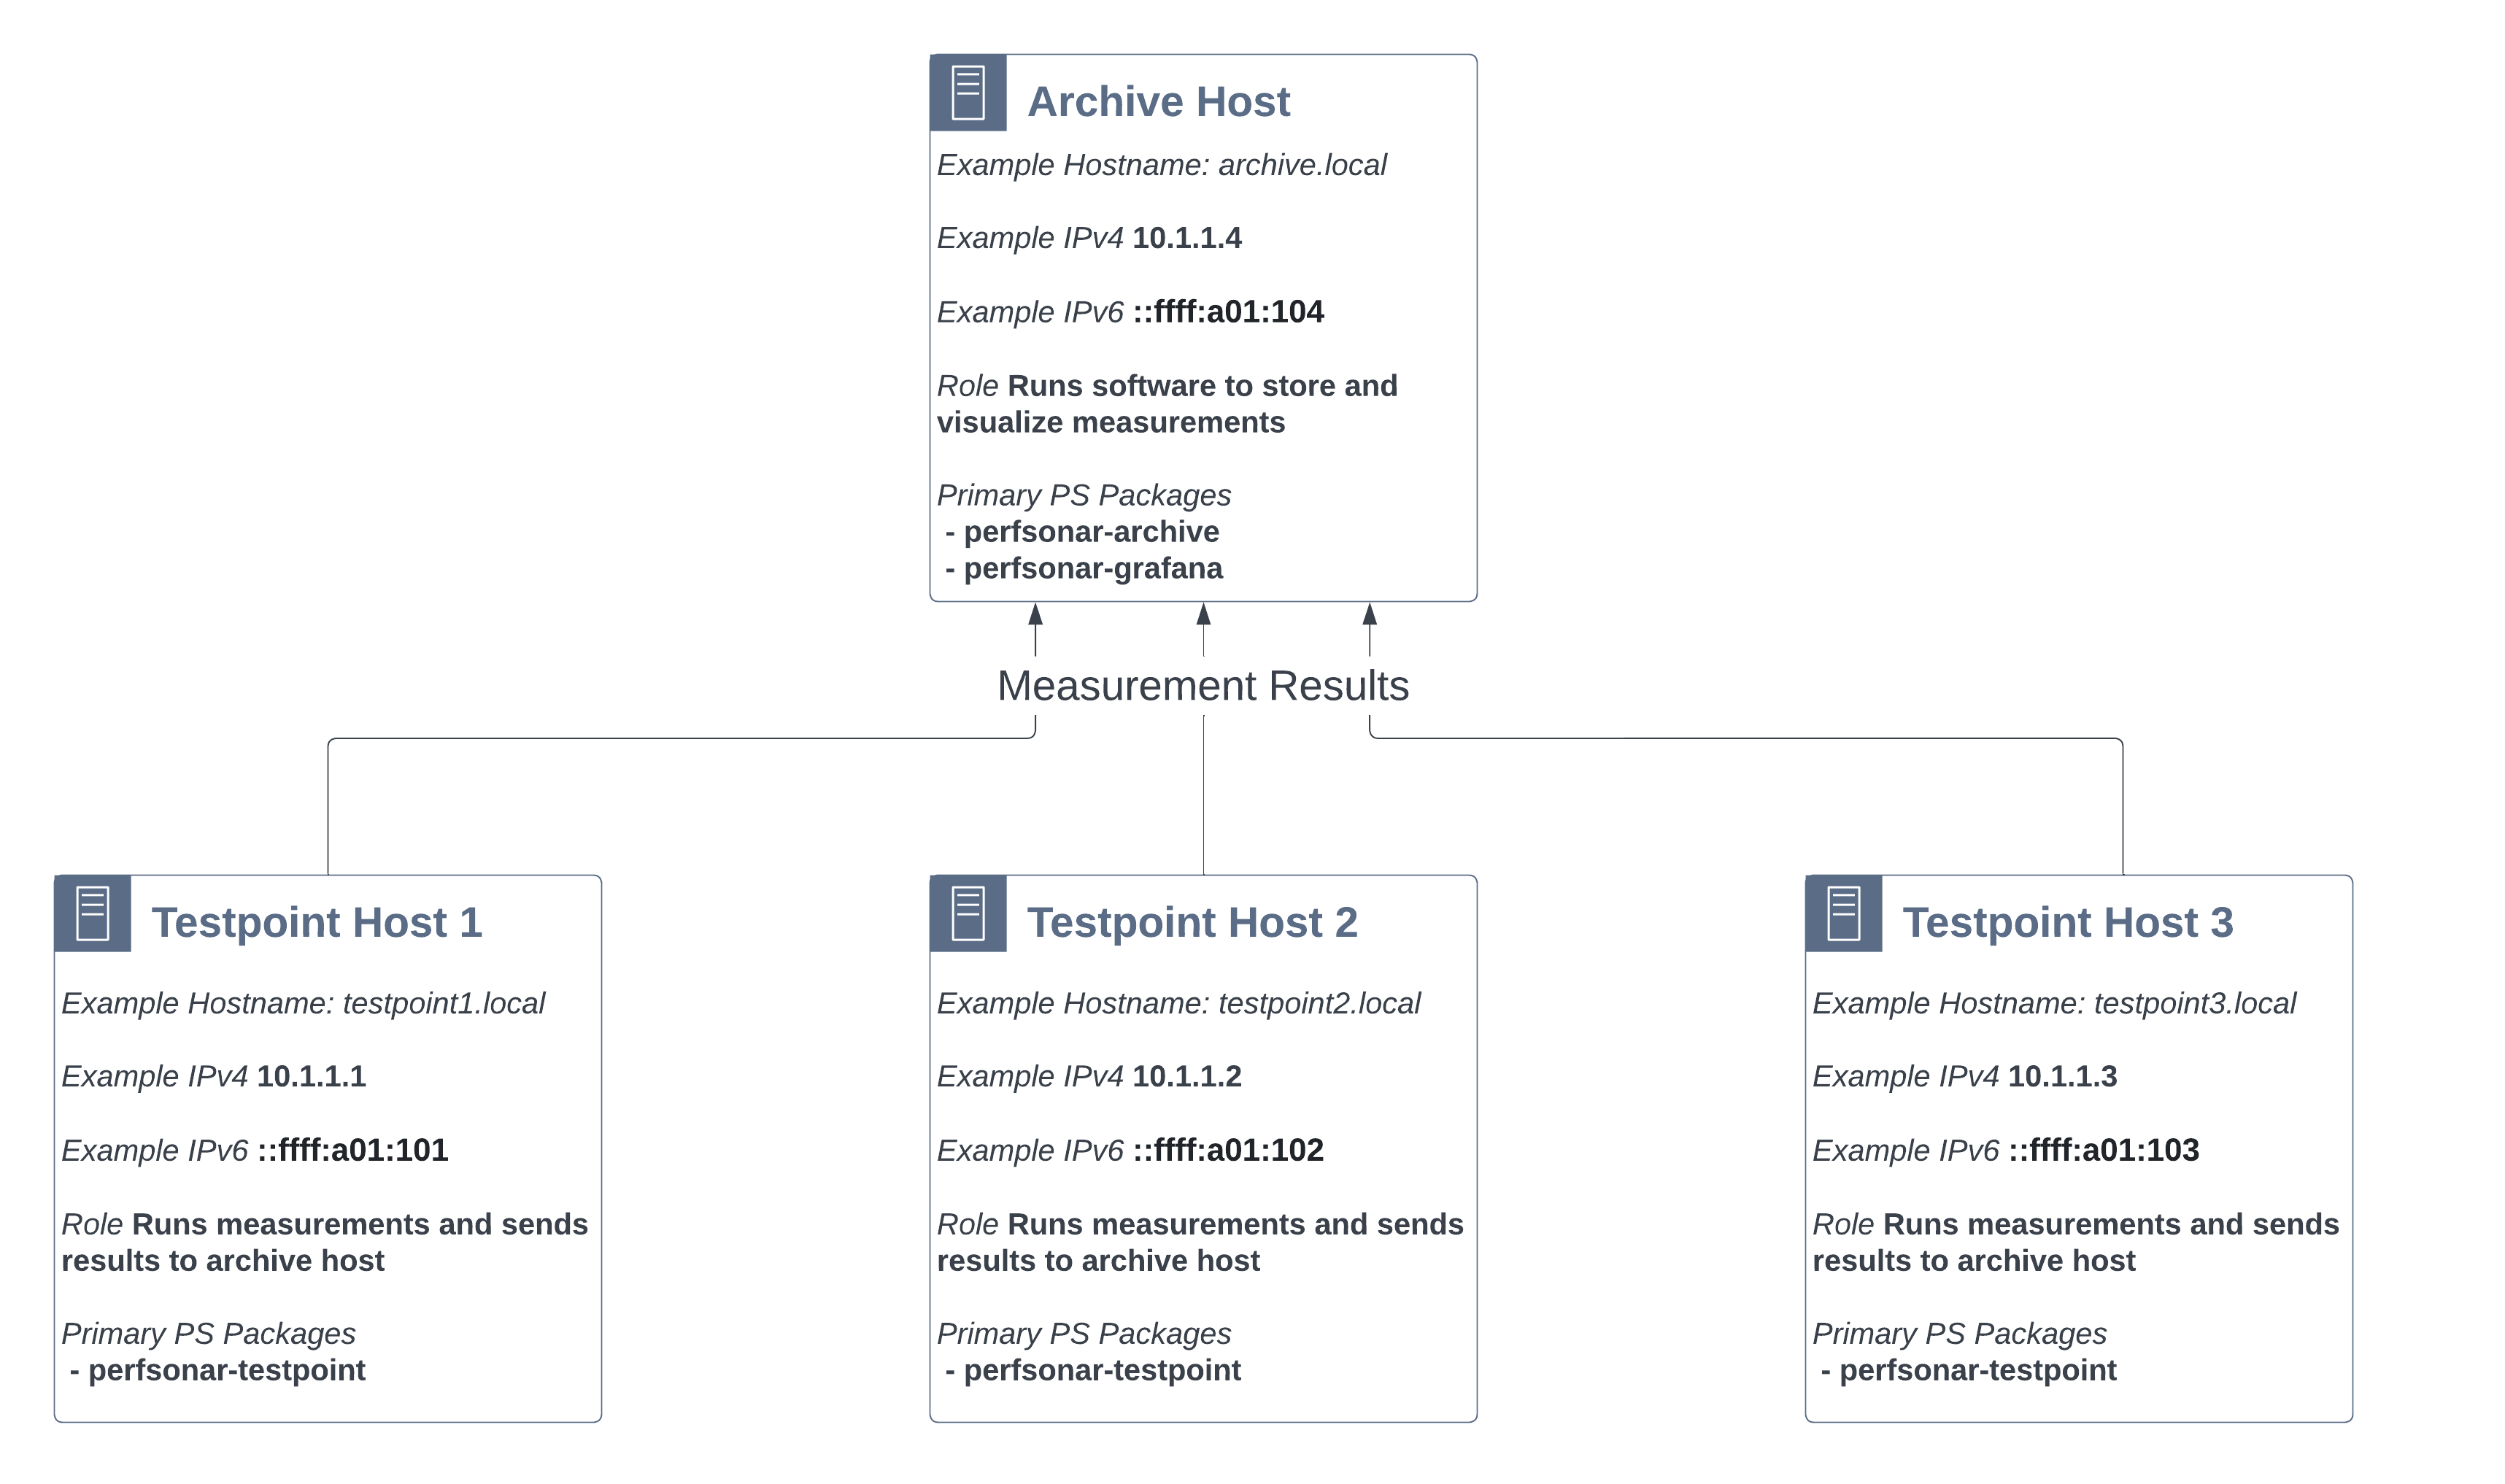 Archive Host
Example Hostname: archive.local
Example IPv4 10.1.1.4
Example IPv6 ::ffff:a01:104
Role Runs software to store and
visualize measurements
Primary PS Packages
- perfsonar-archive
- perfsonar-grafana
Measurement Results
Testpoint Host 1
Example Hostname: testpoint1.local
Example IPv4 10.1.1.1
Example IPv6 ::ffff:a01:101
Role Runs measurements and sends
results to archive host
Primary PS Packages
- perfsonar-testpoint
Testpoint Host 2
Example Hostname: testpoint2.local
Example IPv4 10.1.1.2
Example IPv6 ::ffff:a01:102
Role Runs measurements and sends
results to archive host
Primary PS Packages
- perfsonar-testpoint
Testpoint Host 3
Example Hostname: testpoint3.local
Example IPv4 10.1.1.3
Example IPv6 ::ffff:a01:103
Role Runs measurements and sends
results to archive host
Primary PS Packages
- perfsonar-testpoint